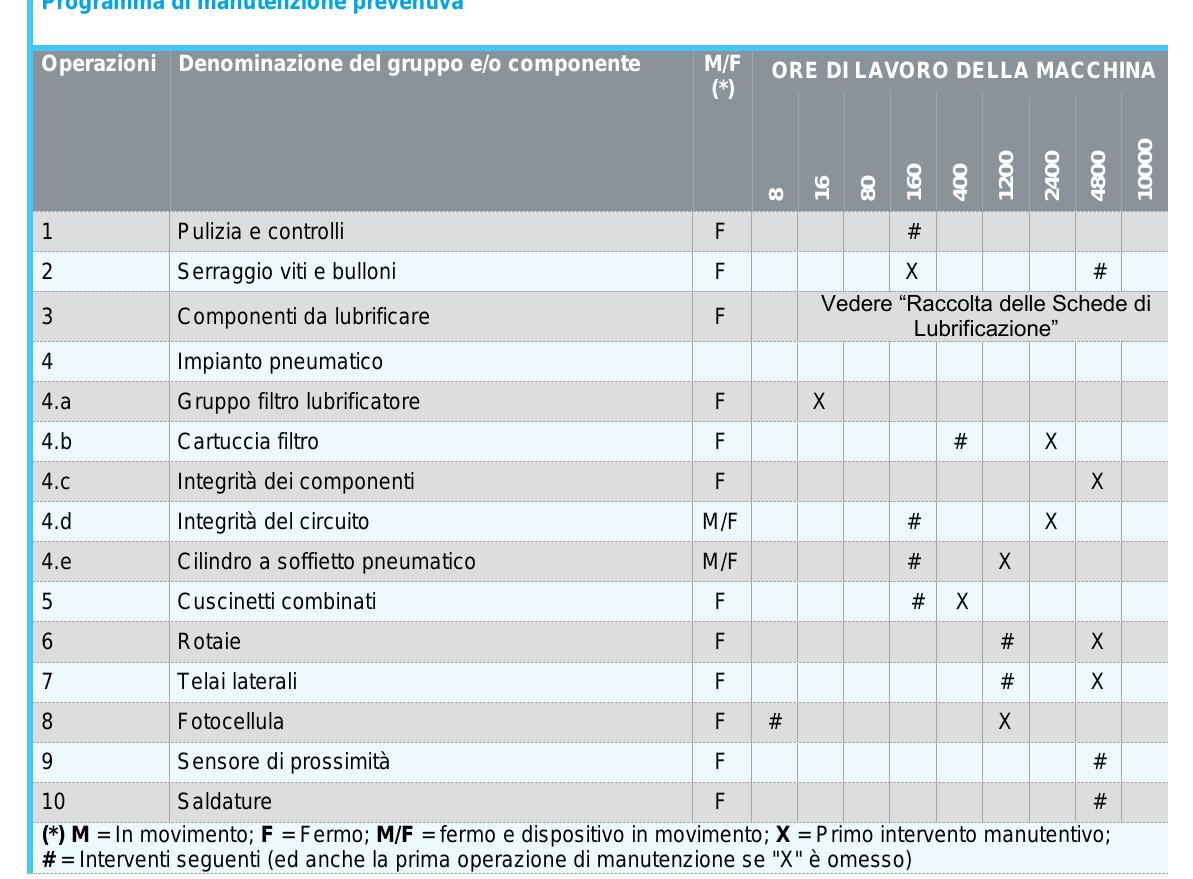 Programma di manutenzione preventiva
Operazioni Denominazione del gruppo e/o componente M/F (*) ORE DI LAVORO DELLA MACCHINA
8 16 80 160 400 1200 2400 4800 10000
1 Pulizia e controlli F #
2 Serraggio viti e bulloni F X #
3 Componenti da lubrificare F Vedere “Raccolta delle Schede di
Lubrificazione”
4 Impianto pneumatico
4.a Gruppo filtro lubrificatore F X
4.b Cartuccia filtro F # X
4.c Integrità dei componenti F X
4.d Integrità del circuito M/F # X
4.e Cilindro a soffietto pneumatico M/F # X
5 Cuscinetti combinati F # X
6 Rotaie F # X
7 Telai laterali F # X
8 Fotocellula F # X
9 Sensore di prossimità F #
10 Saldature F #
(*) M = In movimento; F = Fermo; M/F = fermo e dispositivo in movimento; X = Primo intervento manutentivo;
# = Interventi seguenti (ed anche la prima operazione di manutenzione se "X" è omesso)